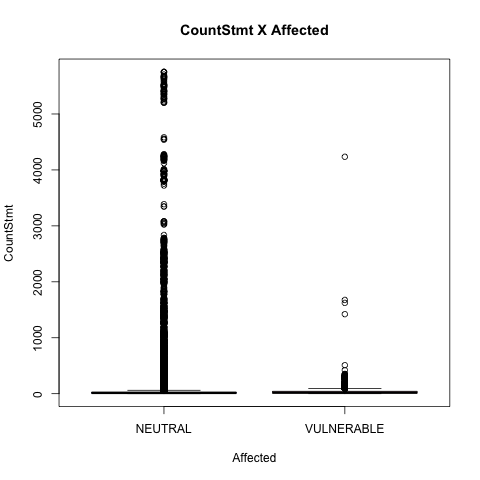 CountStmt X Affected
CountStmt
5000
4000
3000
2000
1000
0
NEUTRAL VULNERABLE
Affected